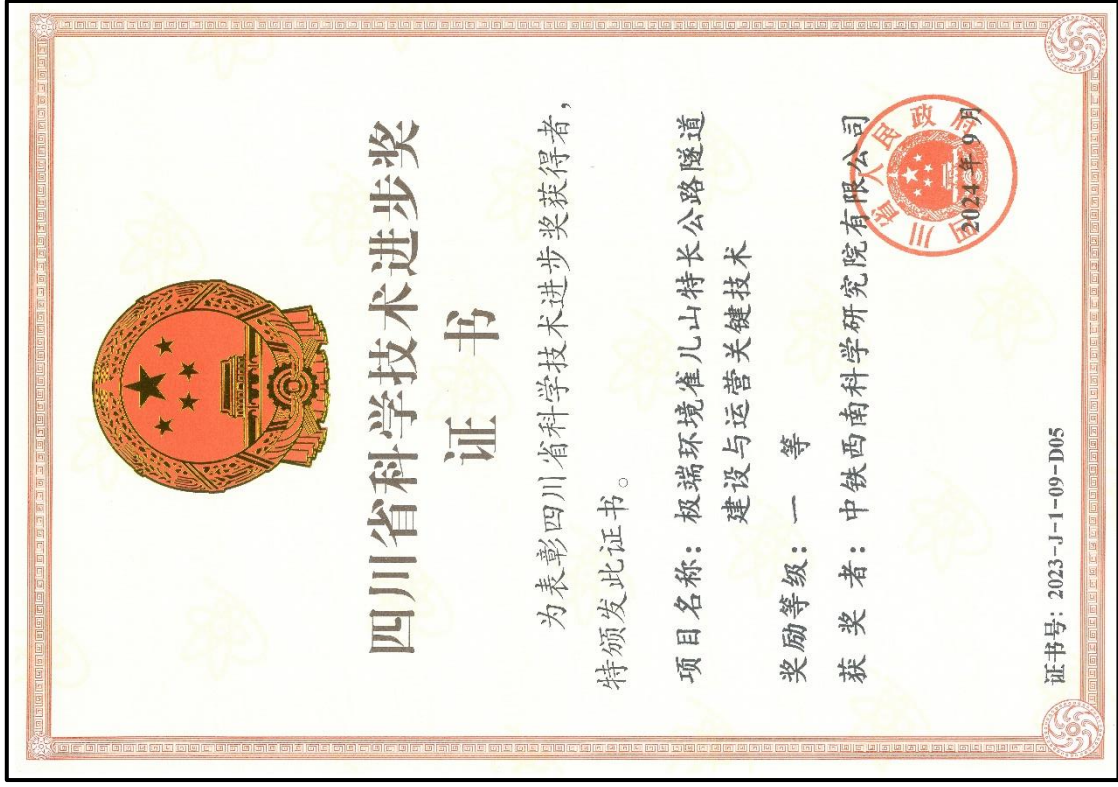 四川省科学技术进步奖
证书
为表彰四川省科学技术进步奖获得者，
特颁发此证书。
项目名称：极端环境雀儿山特长公路隧道
建设与运营关键技术
奖励等级：一 等
获 奖 者：中铁西南科学研究院有限公司
四川省人民政府
2024年9月
证书号：2023-J-1-09-D05